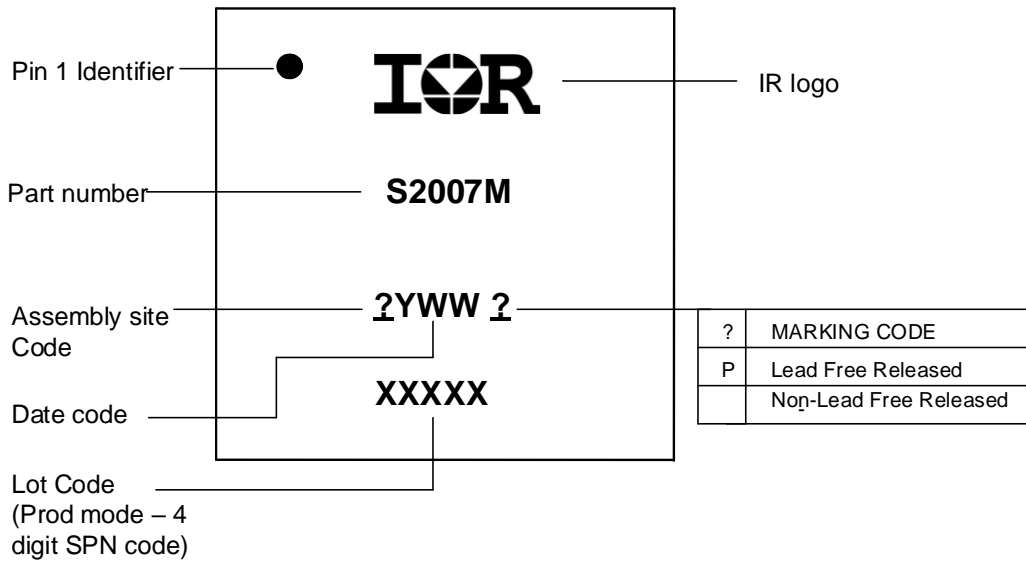 Pin 1 Identifier
IOR
IR logo
Part number
S2007M
Assembly site
Code
?YWW ?
? MARKING CODE
P Lead Free Released
Non-Lead Free Released
Date code
XXXXX
Lot Code
(Prod mode – 4
digit SPN code)